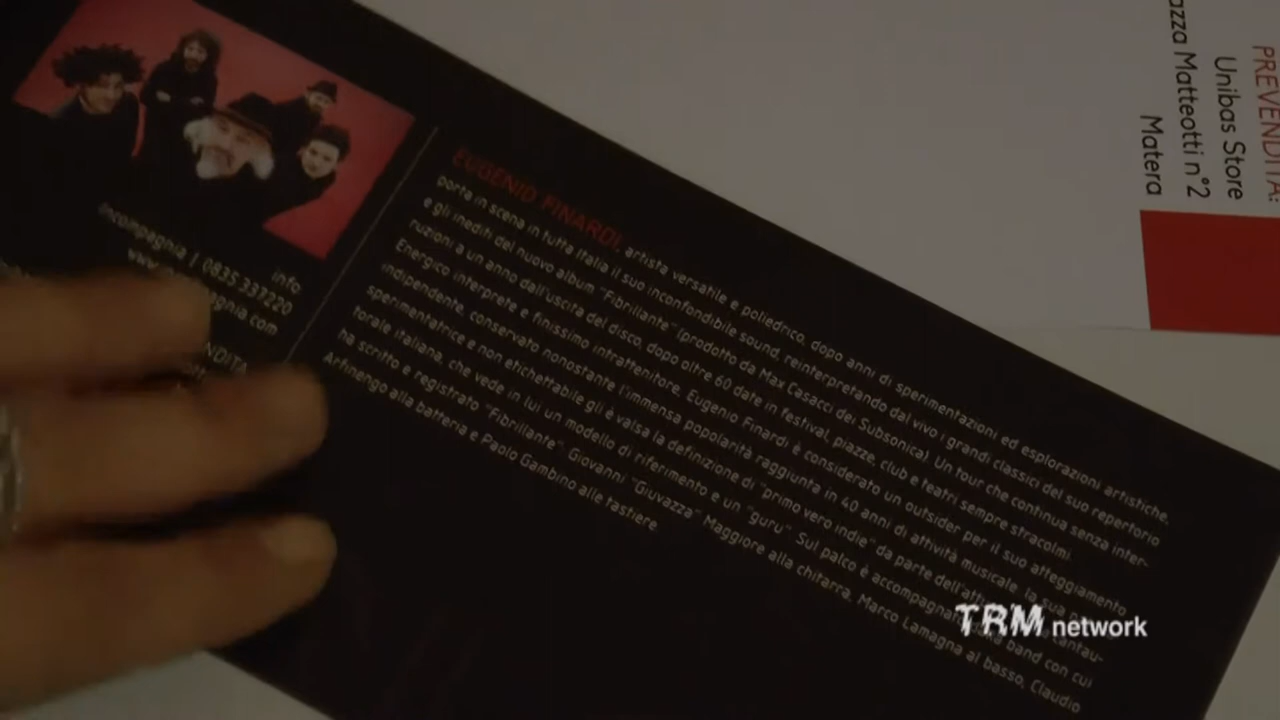 PREVENDITA:
Unibas Store
azza Matteotti n°2
Matera
info
incompagnia | 0835 337220
EUGENIO FINARDI, artista versatile e poliedrico, dopo anni di sperimentazioni ed esplorazioni artistiche,
porta in scena in tutta Italia il suo inconfondibile sound, reinterpretando dal vivo i grandi classici del suo repertorio
e gli inediti del nuovo album "Fibrillante" (prodotto da Max Casacci dei Subsonica). Un tour che continua senza inter-
ruzioni a un anno dall'uscita del disco, dopo oltre 60 date in festival, piazze, club e teatri sempre stracolmi.
Energico interprete e finissimo intrattenitore, Eugenio Finardi è considerato un outsider per il suo atteggiamento
indipendente, conservato nonostante l'immensa popolarità raggiunta in 40 anni di attività musicale, la sua
sperimentatrice e non etichettabile gli è valsa la definizione di "primo vero indie" da parte cantau-
torale italiana, che vede in lui un modello di riferimento e un "guru". Sul palco è accompagnato band con cui
ha scritto e registrato "Fibrillante": Giovanni "Giuvazza" Maggiore alla chitarra, Marco Lamagna al basso, Claudio
Arfinengo alla batteria e Paolo Gambino alle tastiere
TRM network